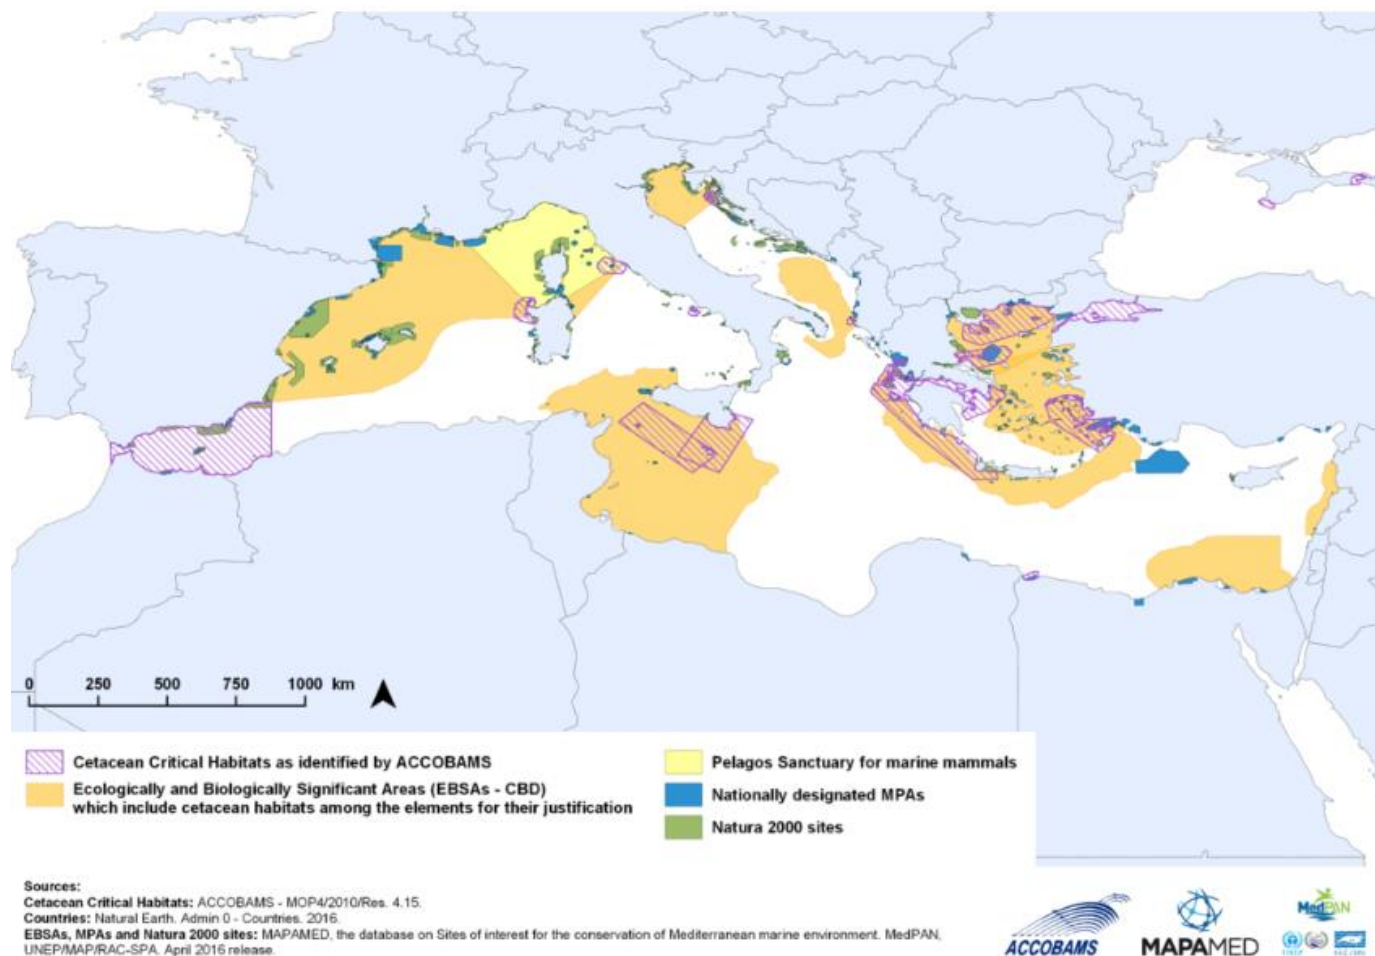 0 250 500 750 1000 km
Cetacean Critical Habitats as identified by ACCOBAMS
Ecologically and Biologically Significant Areas (EBSAs - CBD)
which include cetacean habitats among the elements for their justification
Pelagos Sanctuary for marine mammals
Nationally designated MPAs
Natura 2000 sites
Sources:
Cetacean Critical Habitats: ACCOBAMS - MOP4/2010/Res. 4.15.
Countries: Natural Earth. Admin 0 - Countries. 2016.
EBSAs, MPAs and Natura 2000 sites: MAPAMED, the database on Sites of interest for the conservation of Mediterranean marine environment. MedPAN,
UNEP/MAP/RAC-SPA. April 2016 release.
ACCOBAMS
MAPAMED
MedPAN